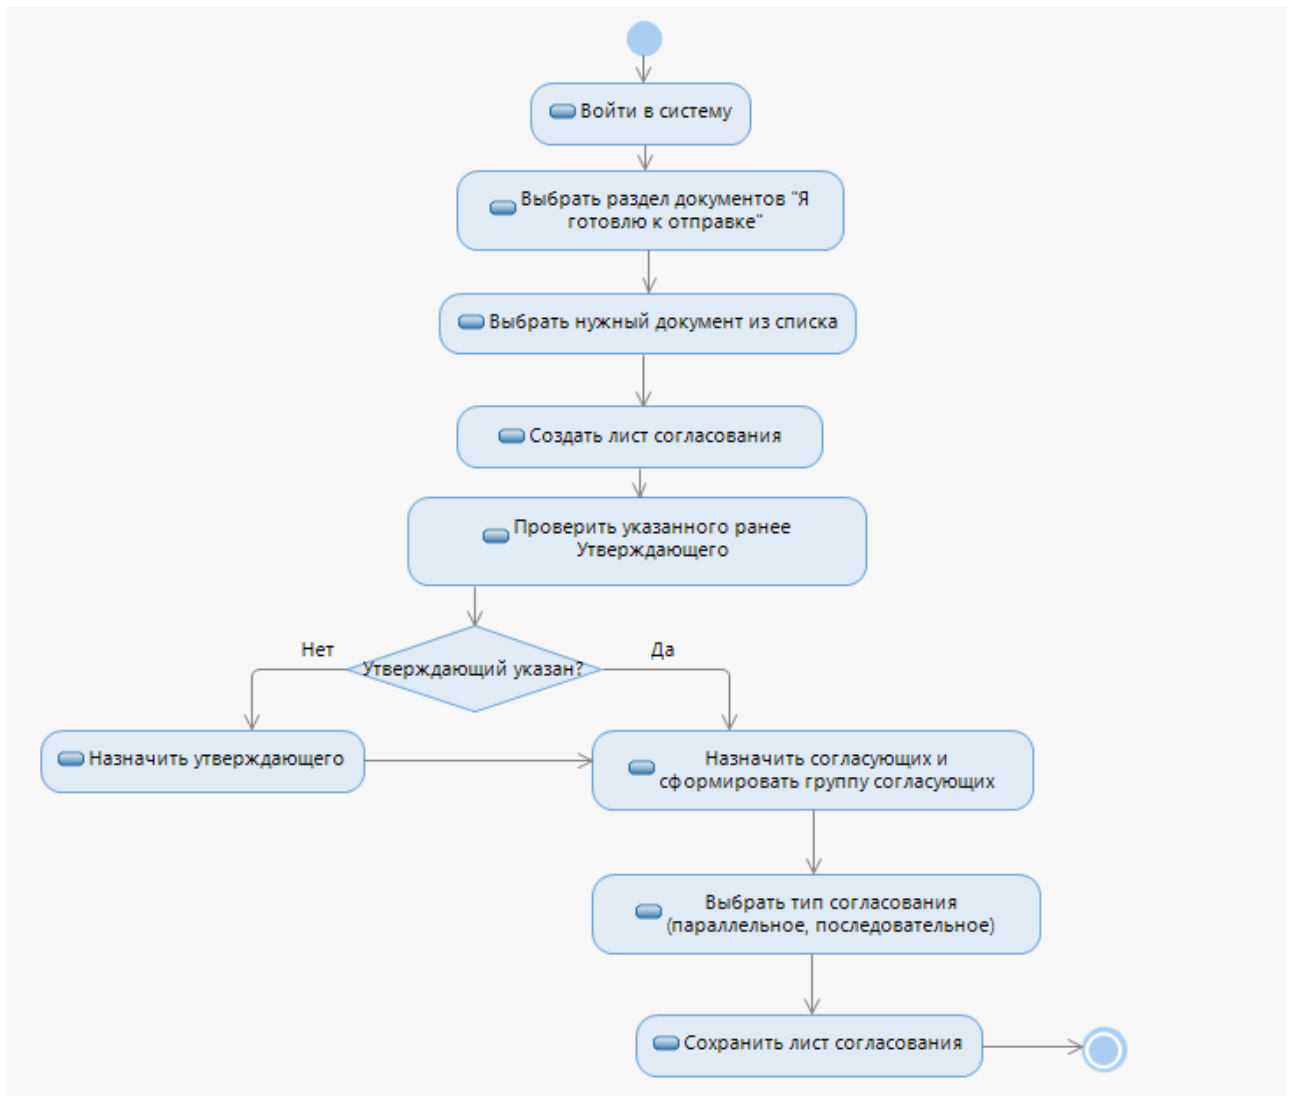 Войти в систему
Выбрать раздел документов "Я
готовлю к отправке"
Выбрать нужный документ из списка
Создать лист согласования
Проверить указанного ранее
Утверждающего
Нет
Утверждающий указан?
Да
Назначить утверждающего
Назначить согласующих и
сформировать группу согласующих
Выбрать тип согласования
(параллельное, последовательное)
Сохранить лист согласования